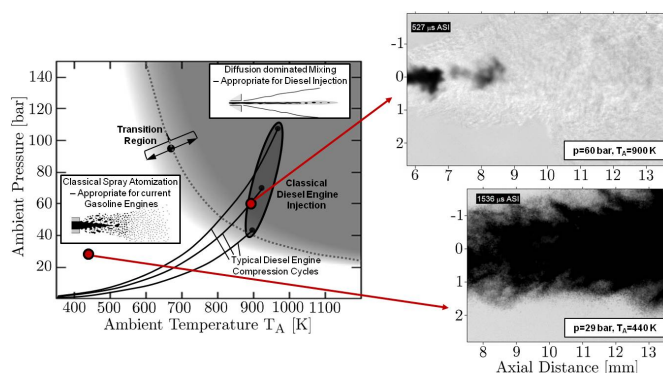 140
120
100
80
60
40
20
Ambient Pressure [bar]
400
500
600
700
800
900
1000
1100
Ambient Temperature T_A [K]
Diffusion dominated Mixing
– Appropriate for Diesel Injection
Transition
Region
Classical Spray Atomization
– Appropriate for current
Gasoline Engines
Classical
Diesel Engine
Injection
Typical Diesel Engine
Compression Cycles
527 µs ASI
-1
0
1
2
p=60 bar, T_A=900 K
6
7
8
9
10
11
12
13
1536 µs ASI
-1
0
1
2
p=29 bar, T_A=440 K
8
9
10
11
12
13
Axial Distance [mm]